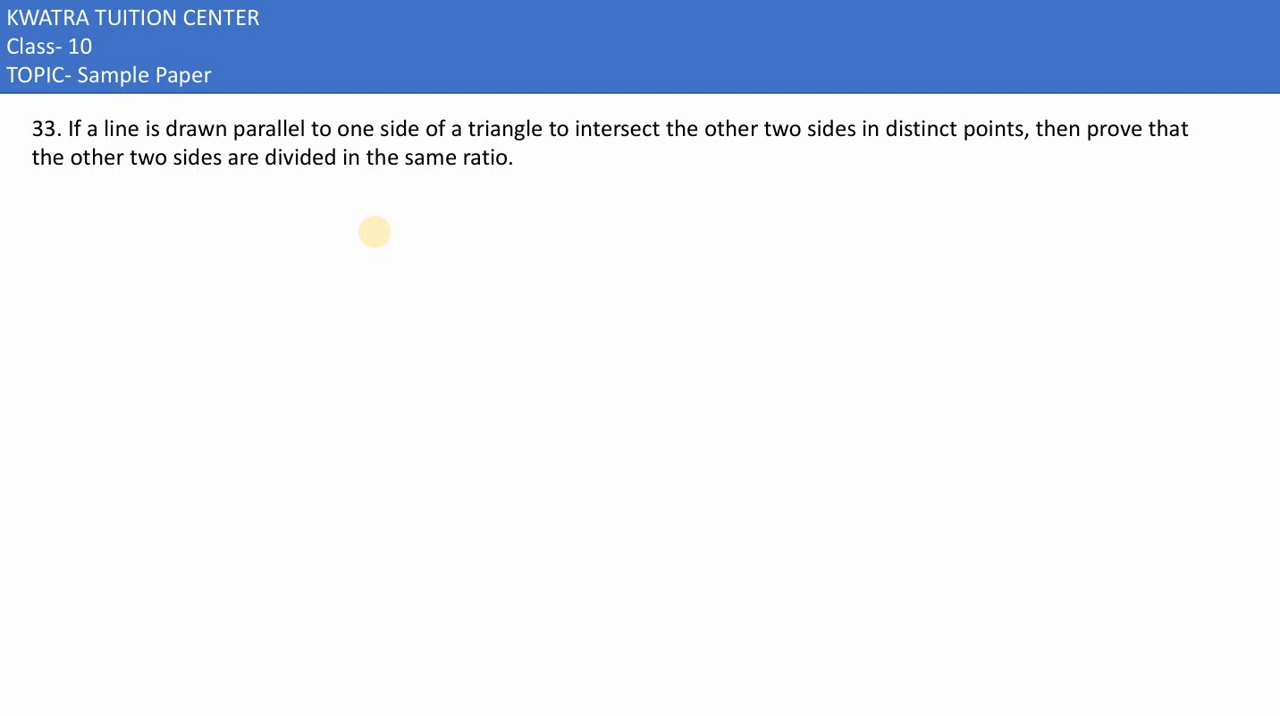 KWATRA TUITION CENTER
Class- 10
TOPIC- Sample Paper
33. If a line is drawn parallel to one side of a triangle to intersect the other two sides in distinct points, then prove that
the other two sides are divided in the same ratio.